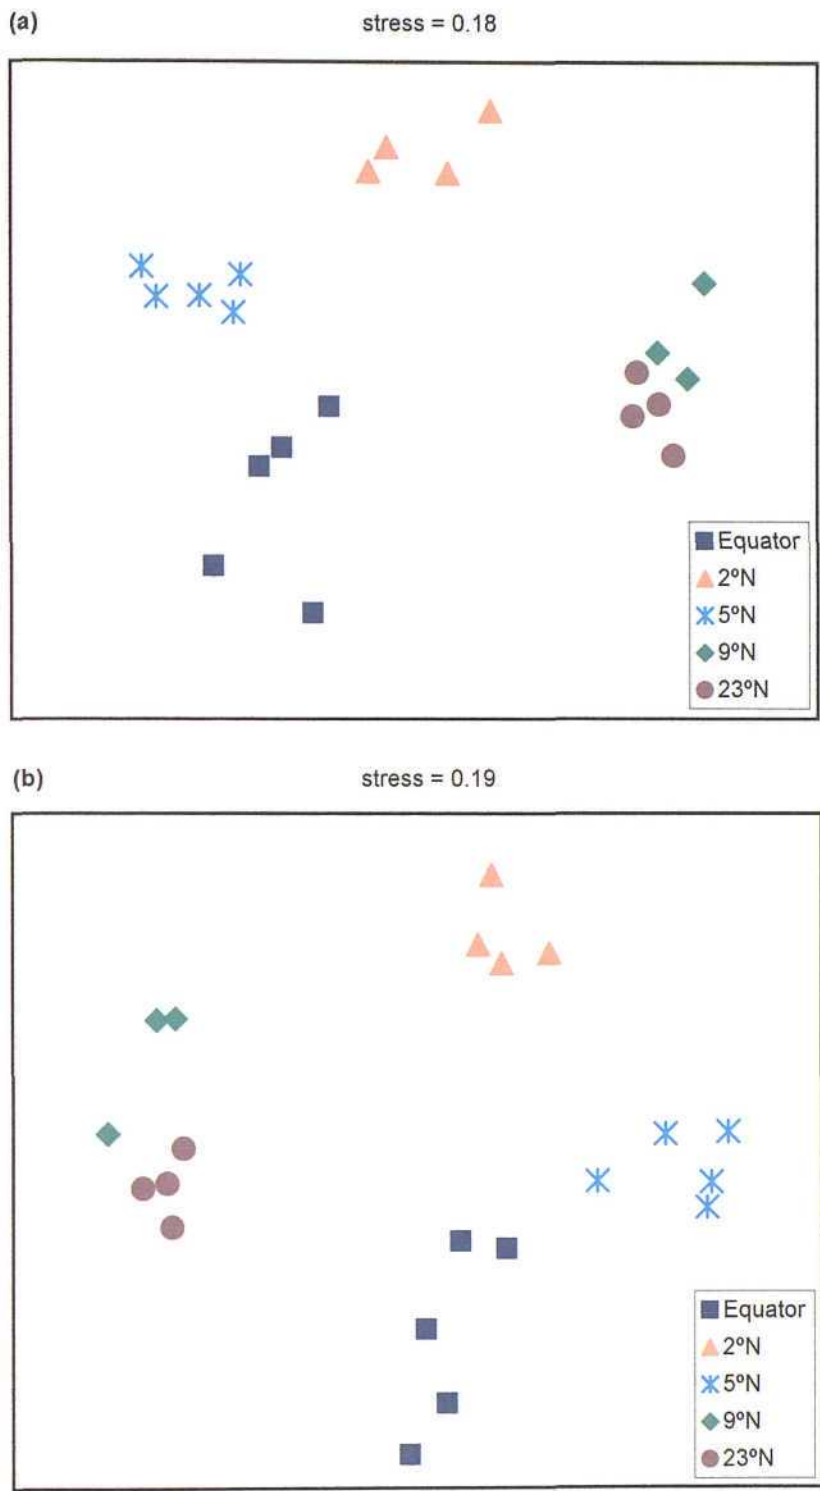 (a)
stress = 0.18
Equator
2ºN
5ºN
9ºN
23ºN
(b)
stress = 0.19
Equator
2ºN
5ºN
9ºN
23ºN